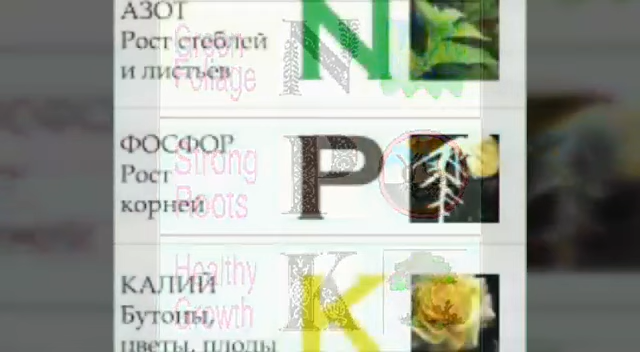 АЗОТ
Рост стеблей
и листьев
N
Green
Foliage
N
ФОСФОР
Рост
корней
P
Strong
Roots
N
КАЛИЙ
Бутоны,
цветы, плоды
K
Healthy
Growth
K